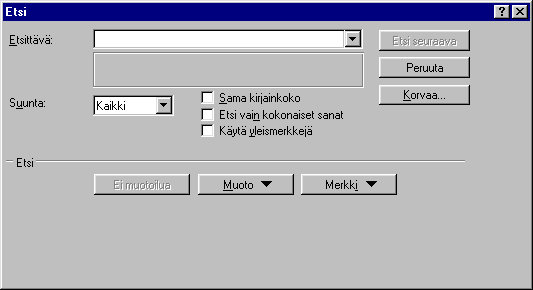 Etsi
Etsittävä:
Etsi seuraava
Peruuta
Suunta: Kaikki
Sama kirjainkoko
Korvaa...
Etsi vain kokonaiset sanat
Käytä yleismerkkejä
Etsi
Ei muotoilua Muoto Merkki